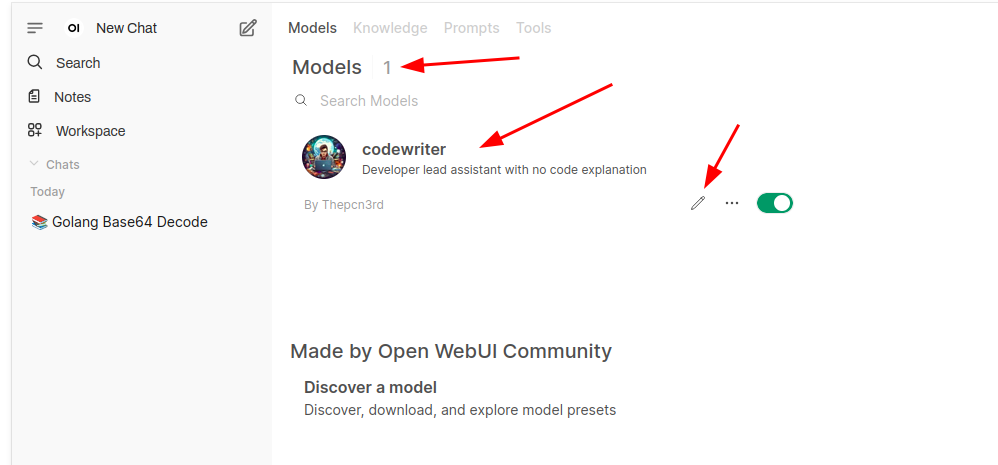 OI New Chat
Search
Notes
Workspace
Chats
Today
📚 Golang Base64 Decode
Models Knowledge Prompts Tools
Models 1
Search Models
codewriter
Developer lead assistant with no code explanation
By Thepcn3rd
Made by Open WebUI Community
Discover a model
Discover, download, and explore model presets